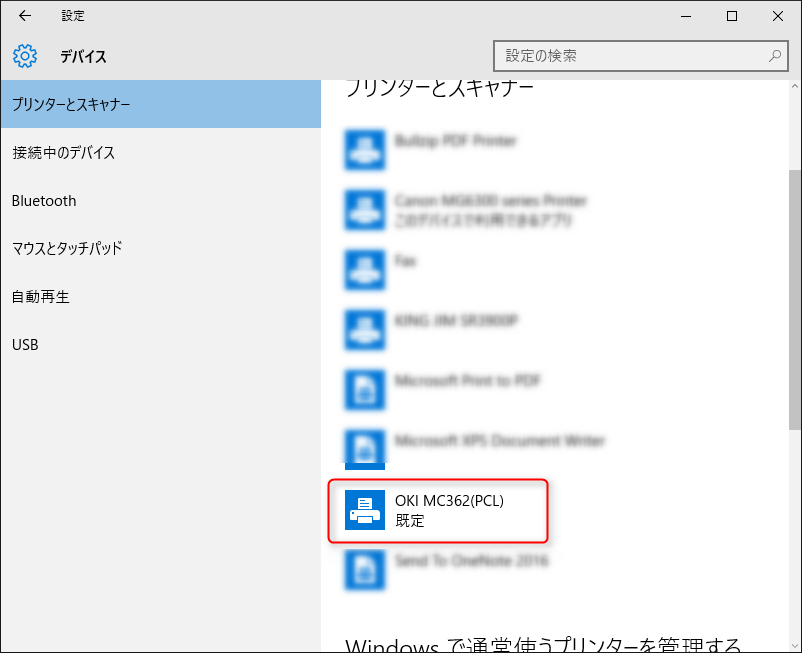 設定
デバイス
設定の検索
プリンターとスキャナー
接続中のデバイス
Bluetooth
マウスとタッチパッド
自動再生
USB
プリンターとスキャナー
Bullzip PDF Printer
Canon MG6300 series Printer
このデバイスで利用できるアプリ
Fax
KING JIM SR3900P
Microsoft Print to PDF
Microsoft XPS Document Writer
OKI MC362(PCL)
既定
Send To OneNote 2016
Windows で通常使うプリンターを管理する